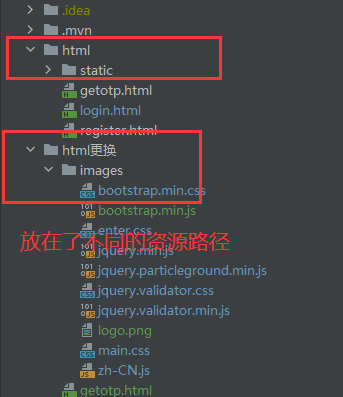 .idea
.mvn
html
static
getotp.html
login.html
register.html
html更换
images
bootstrap.min.css
bootstrap.min.js
enter.css
放在了不同的资源路径
jquery.min.js
jquery.particleground.min.js
jquery.validator.css
jquery.validator.min.js
logo.png
main.css
zh-CN.js
getotp.html